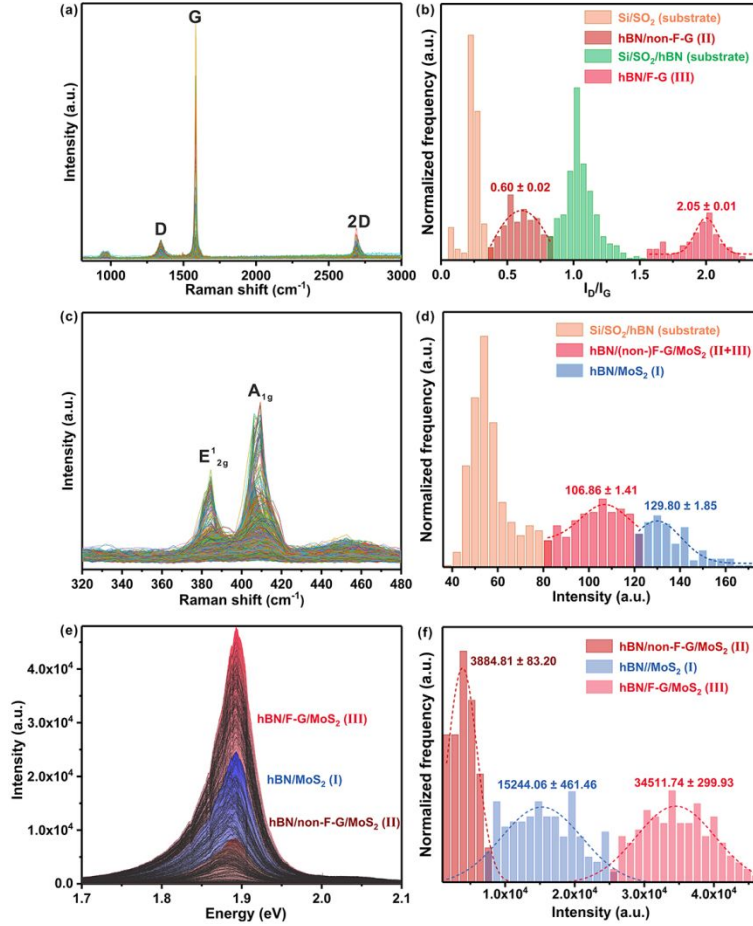 (a)
G
D
2D
Intensity (a.u.)
1000 1500 2000 2500 3000
Raman shift (cm⁻¹)
(b)
Si/SO₂ (substrate)
hBN/non-F-G (II)
Si/SO₂/hBN (substrate)
hBN/F-G (III)
0.60 ± 0.02
2.05 ± 0.01
Normalized frequency (a.u.)
0.0 0.5 1.0 1.5 2.0
I_D/I_G
(c)
A₁g
E¹₂g
Intensity (a.u.)
320 340 360 380 400 420 440 460 480
Raman shift (cm⁻¹)
(d)
Si/SO₂/hBN (substrate)
hBN/(non-)F-G/MoS₂ (II+III)
hBN/MoS₂ (I)
106.86 ± 1.41
129.80 ± 1.85
Normalized frequency (a.u.)
40 60 80 100 120 140 160
Intensity (a.u.)
(e)
4.0x10⁴
3.0x10⁴
2.0x10⁴
1.0x10⁴
0.0
hBN/F-G/MoS₂ (III)
hBN/MoS₂ (I)
hBN/non-F-G/MoS₂ (II)
Intensity (a.u.)
1.7 1.8 1.9 2.0 2.1
Energy (eV)
(f)
hBN/non-F-G/MoS₂ (II)
hBN//MoS₂ (I)
hBN/F-G/MoS₂ (III)
3884.81 ± 83.20
15244.06 ± 461.46
34511.74 ± 299.93
Normalized frequency (a.u.)
1.0x10⁴ 2.0x10⁴ 3.0x10⁴ 4.0x10⁴
Intensity (a.u.)